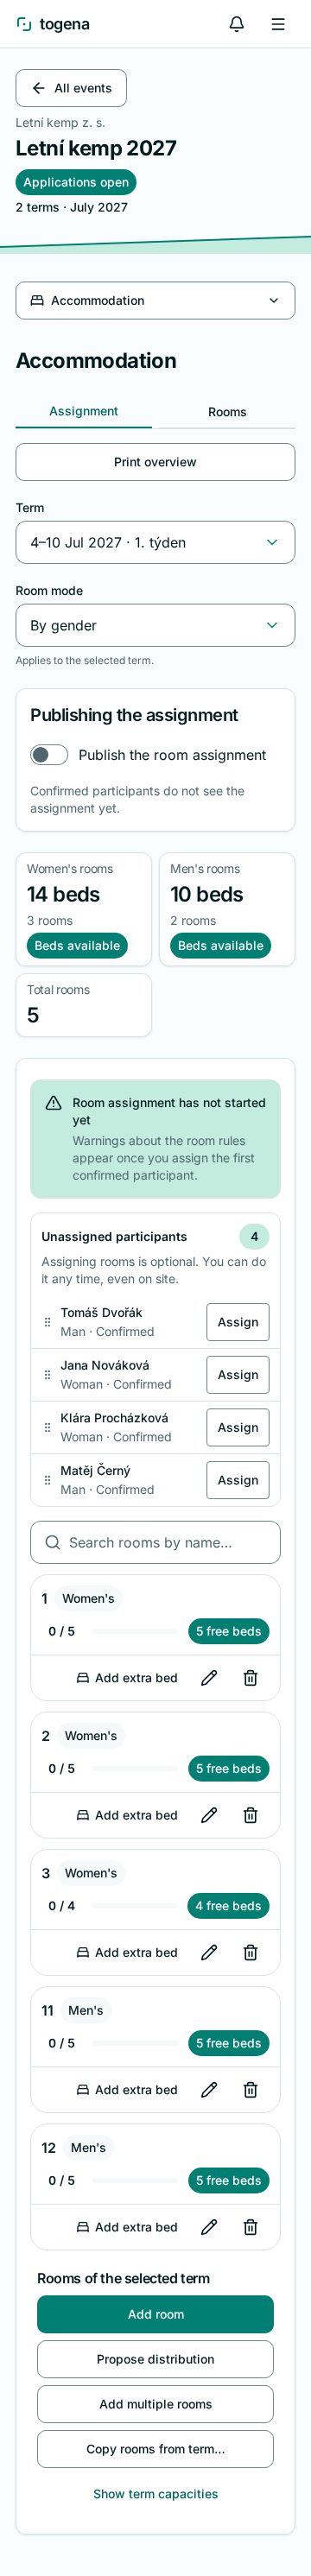 togena
All events
Letní kemp z. s.
Letní kemp 2027
Applications open
2 terms · July 2027
Accommodation
Accommodation
Assignment
Rooms
Print overview
Term
4–10 Jul 2027 · 1. týden
Room mode
By gender
Applies to the selected term.
Publishing the assignment
Publish the room assignment
Confirmed participants do not see the
assignment yet.
Women's rooms
14 beds
3 rooms
Beds available
Men's rooms
10 beds
2 rooms
Beds available
Total rooms
5
Room assignment has not started
yet
Warnings about the room rules
appear once you assign the first
confirmed participant.
Unassigned participants
4
Assigning rooms is optional. You can do
it any time, even on site.
Tomáš Dvořák
Man · Confirmed
Assign
Jana Nováková
Woman · Confirmed
Assign
Klára Procházková
Woman · Confirmed
Assign
Matěj Černý
Man · Confirmed
Assign
Search rooms by name...
1 Women's
0 / 5
5 free beds
Add extra bed
2 Women's
0 / 5
5 free beds
Add extra bed
3 Women's
0 / 4
4 free beds
Add extra bed
11 Men's
0 / 5
5 free beds
Add extra bed
12 Men's
0 / 5
5 free beds
Add extra bed
Rooms of the selected term
Add room
Propose distribution
Add multiple rooms
Copy rooms from term...
Show term capacities